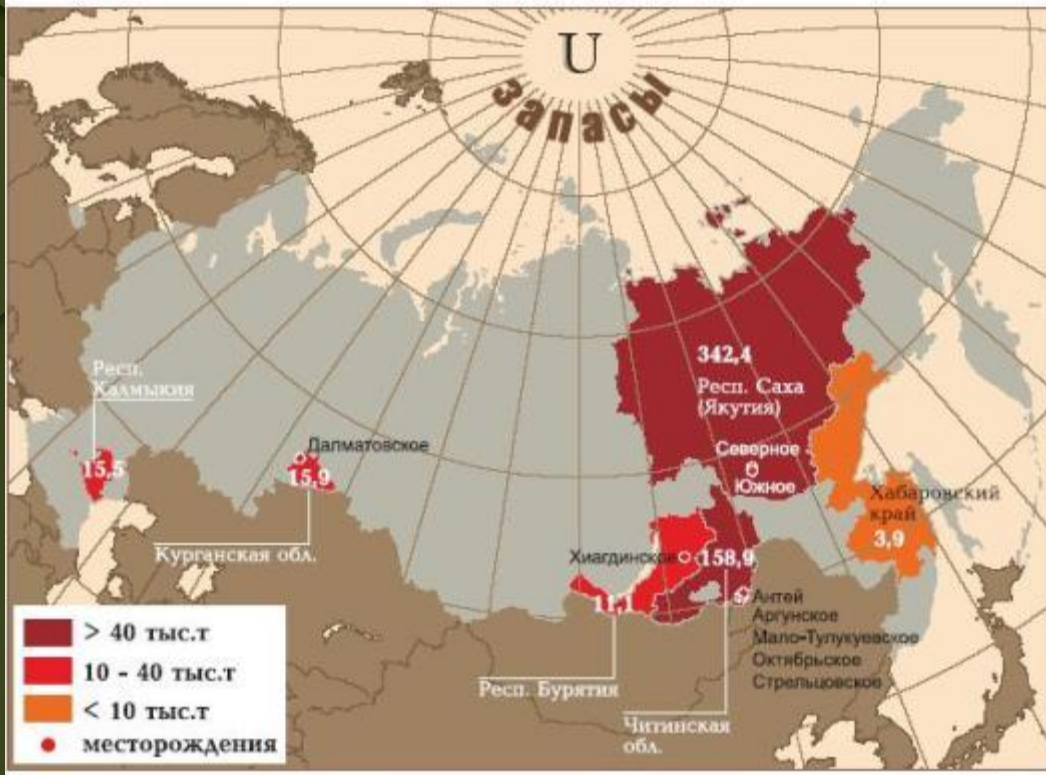 U
запасы
342,4
Респ. Саха
(Якутия)
Северное
Южное
Респ.
Калмыкия
15,5
Далматовское
15,9
Курганская обл.
Хабаровский
край
3,9
Хиагдинское
158,9
11,1
Антей
Аргунское
Мало-Тулукуевское
Октябрьское
Стрельцовское
Респ. Бурятия
Читинская
обл.
> 40 тыс.т
10 - 40 тыс.т
< 10 тыс.т
месторождения